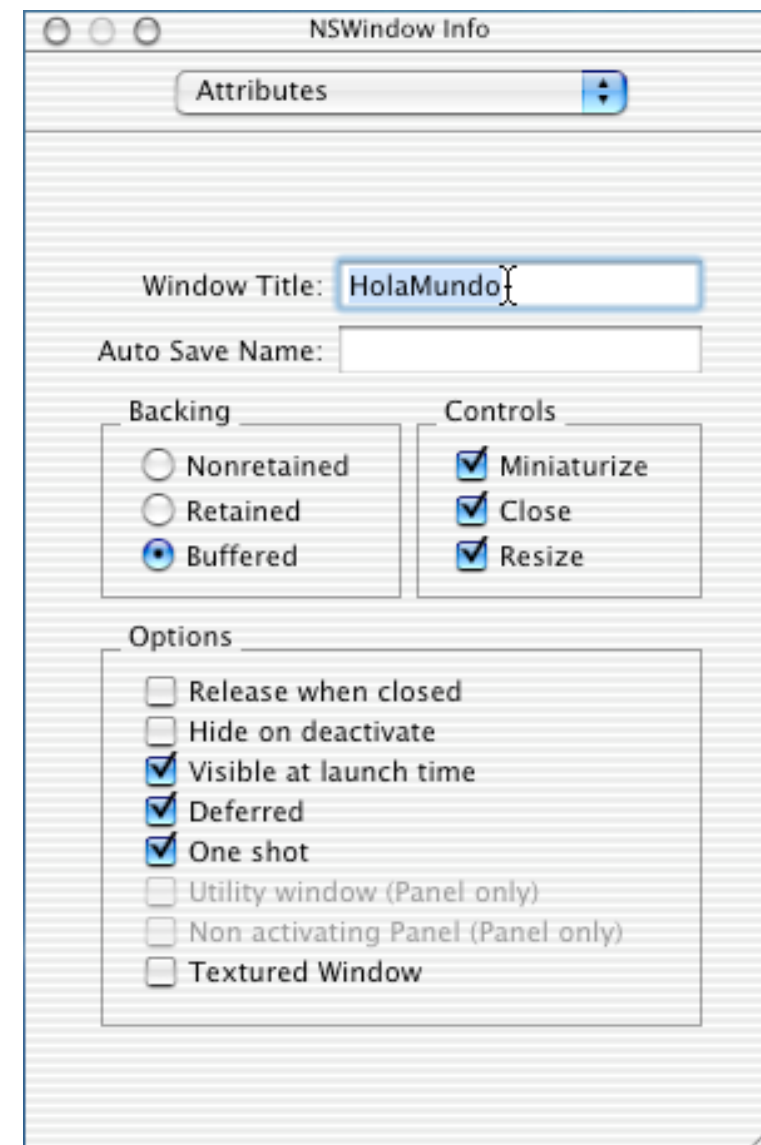 NSWindow Info
Attributes
Window Title: HolaMundo
Auto Save Name:
Backing
Nonretained
Retained
Buffered
Controls
Miniaturize
Close
Resize
Options
Release when closed
Hide on deactivate
Visible at launch time
Deferred
One shot
Utility window (Panel only)
Non activating Panel (Panel only)
Textured Window